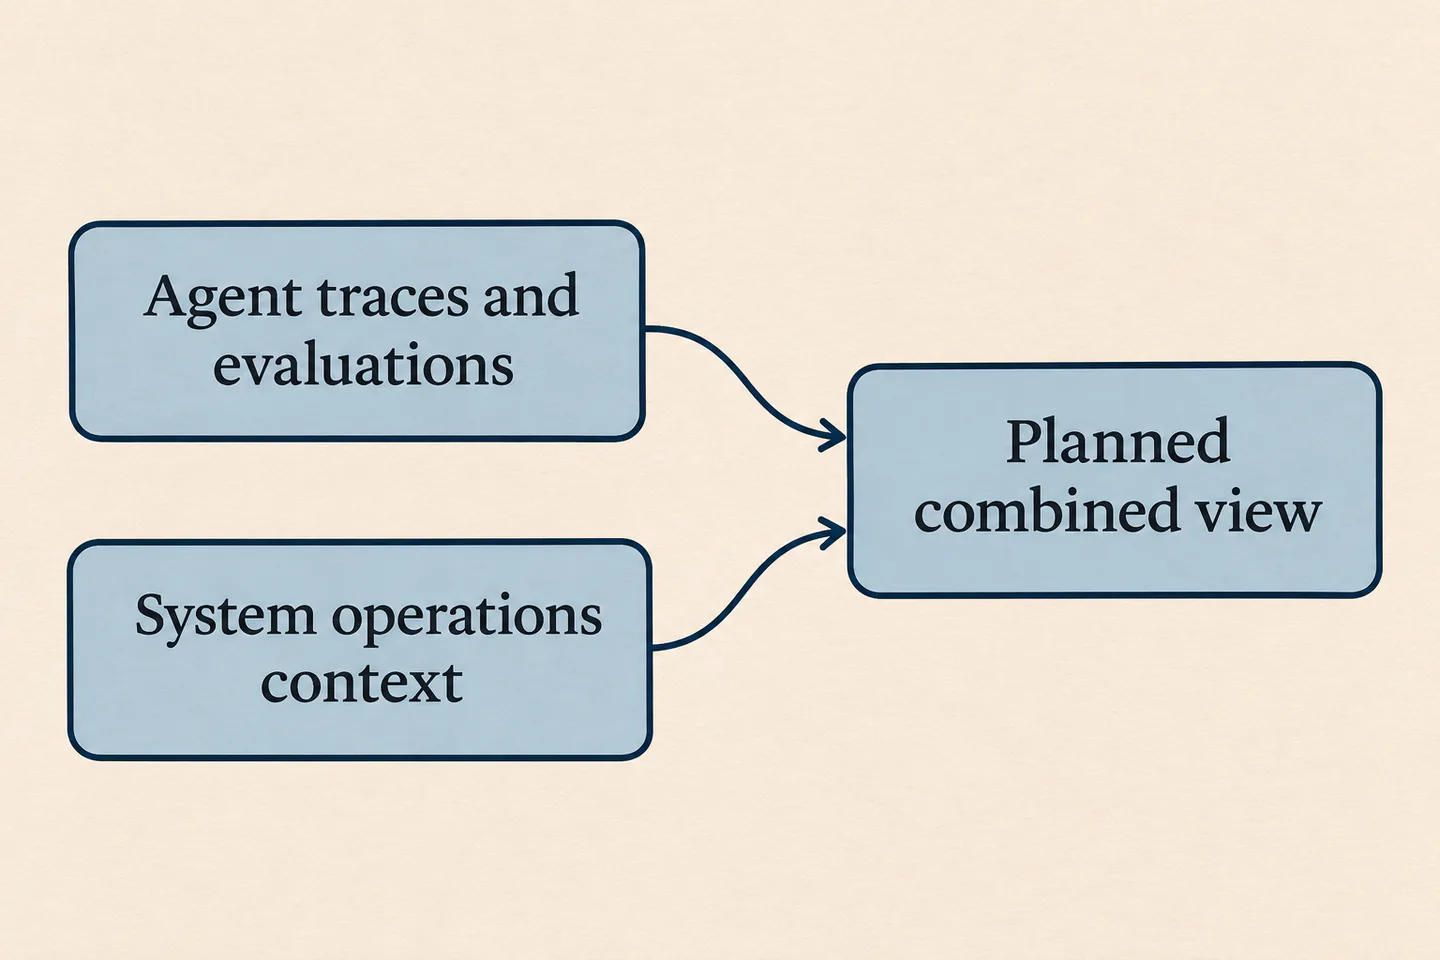 Agent traces and
evaluations
System operations
context
Planned
combined view